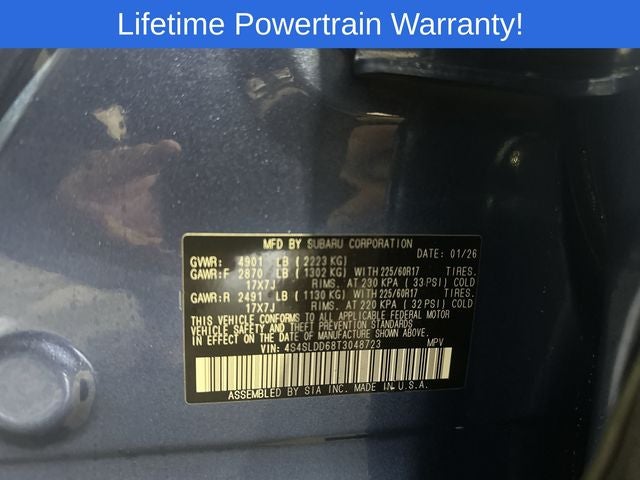 Lifetime Powertrain Warranty!
MFD BY SUBARU CORPORATION
GVWR: 4901 LB (2223 KG) DATE: 01/26
GAWR:F 2870 LB (1302 KG) WITH 225/60R17 TIRES.
17X7J RIMS. AT 230 KPA (33 PSI) COLD
GAWR:R 2491 LB (1130 KG) WITH 225/60R17 TIRES.
17X7J RIMS. AT 220 KPA (32 PSI) COLD
THIS VEHICLE CONFORMS TO ALL APPLICABLE FEDERAL MOTOR
VEHICLE SAFETY AND THEFT PREVENTION STANDARDS
IN EFFECT ON THE DATE OF MANUFACTURE SHOWN ABOVE.
VIN: 4S4SLDD68T3048723 MPV
ASSEMBLED BY SIA INC. MADE IN U.S.A.